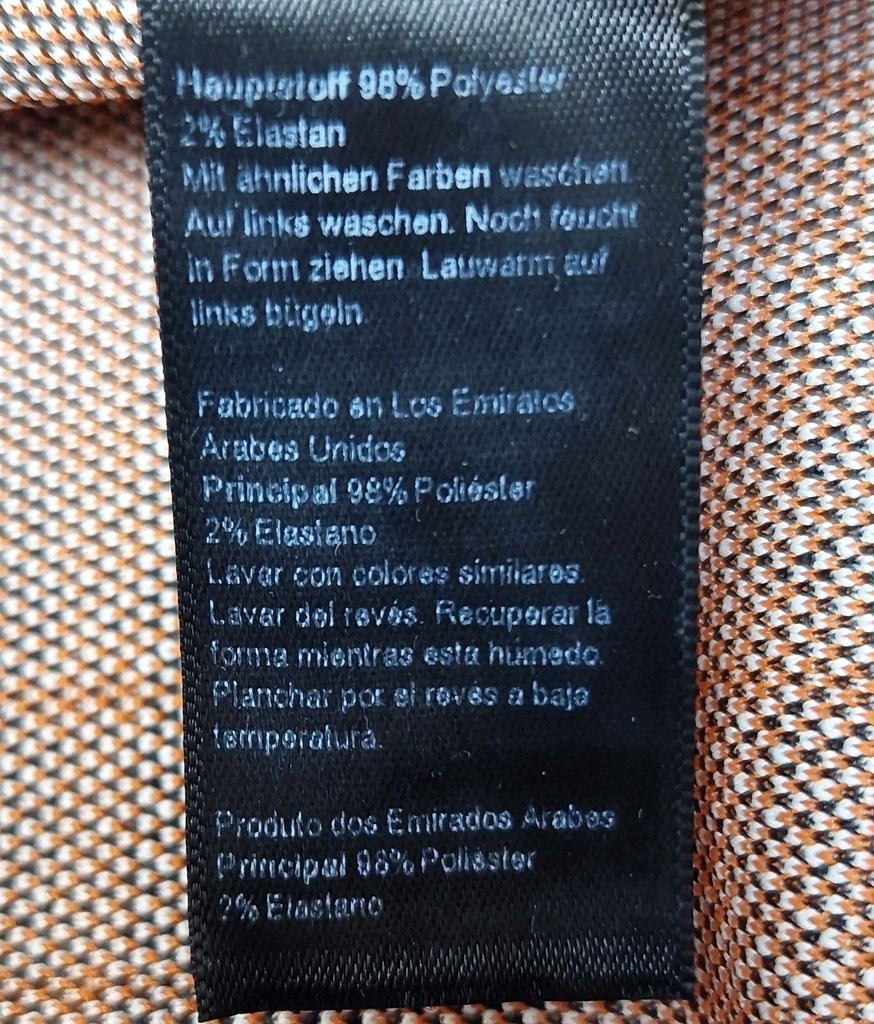 Hauptstoff 98% Polyester
2% Elastan
Mit ähnlichen Farben waschen.
Auf links waschen. Noch feucht
in Form ziehen. Lauwarm auf
links bügeln.
Fabricado en Los Emiratos
Arabes Unidos
Principal 98% Poliéster
2% Elastano
Lavar con colores similares.
Lavar del revés. Recuperar la
forma mientras esta húmedo.
Planchar por el revés a baja
temperatura.
Produto dos Emirados Arabes
Principal 98% Poliéster
2% Elastano